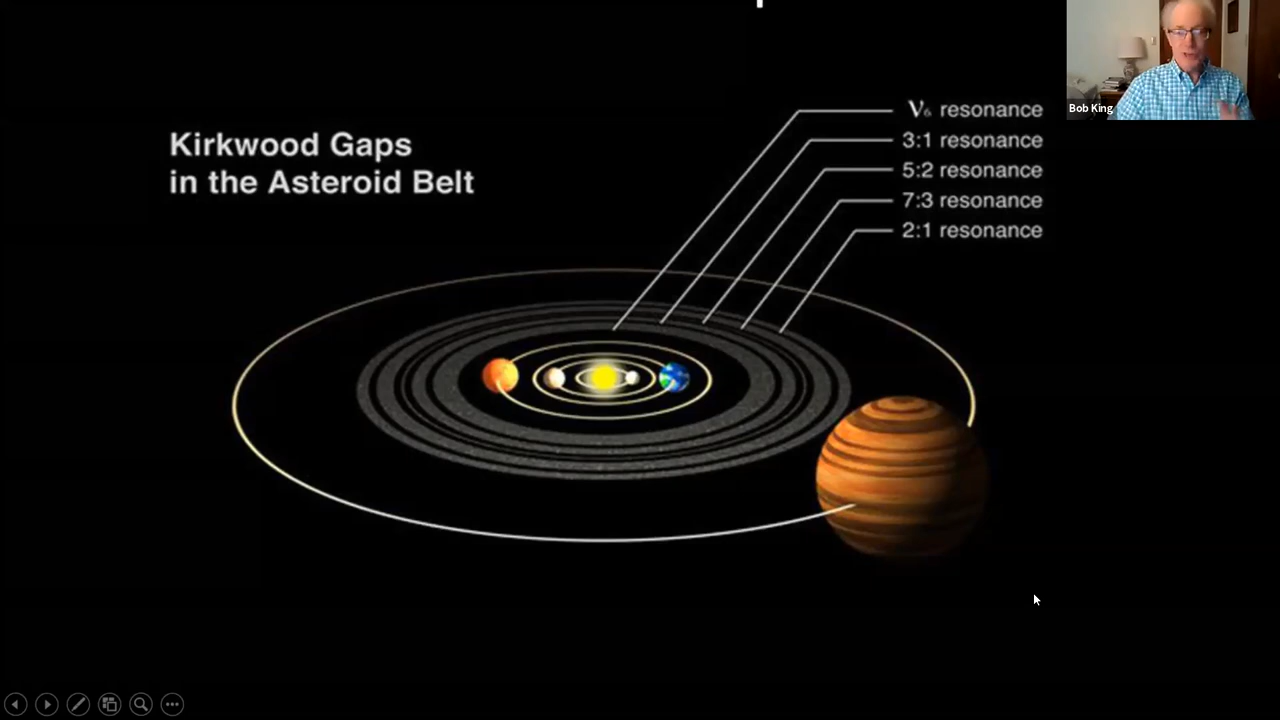 Kirkwood Gaps
in the Asteroid Belt
ν₆ resonance
3:1 resonance
5:2 resonance
7:3 resonance
2:1 resonance
Bob King